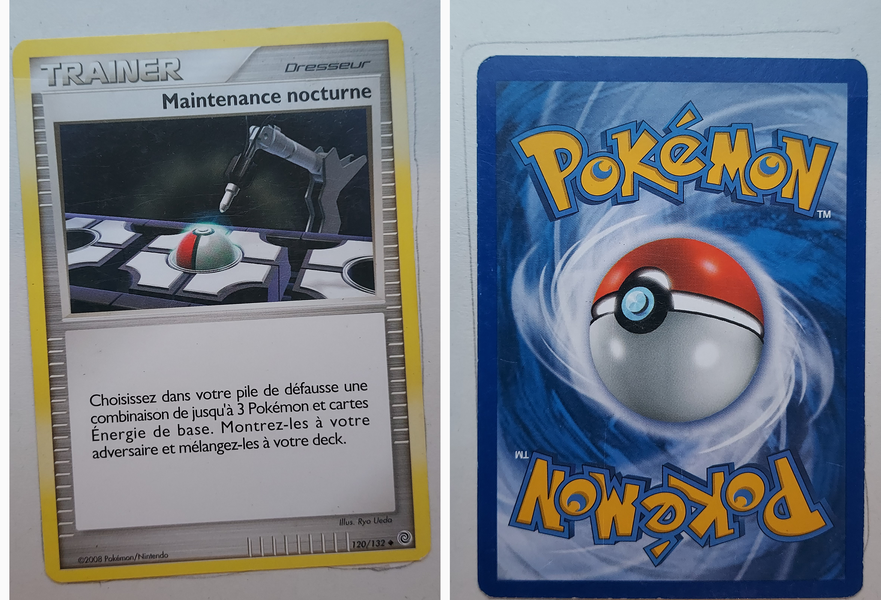 TRAINER
Dresseur
Maintenance nocturne
Choisissez dans votre pile de défausse une
combinaison de jusqu'à 3 Pokémon et cartes
Énergie de base. Montrez-les à votre
adversaire et mélangez-les à votre deck.
Illus. Ryo Ueda
©2008 Pokémon/Nintendo
120/132
POKéMON
TM
TM
POKéMON